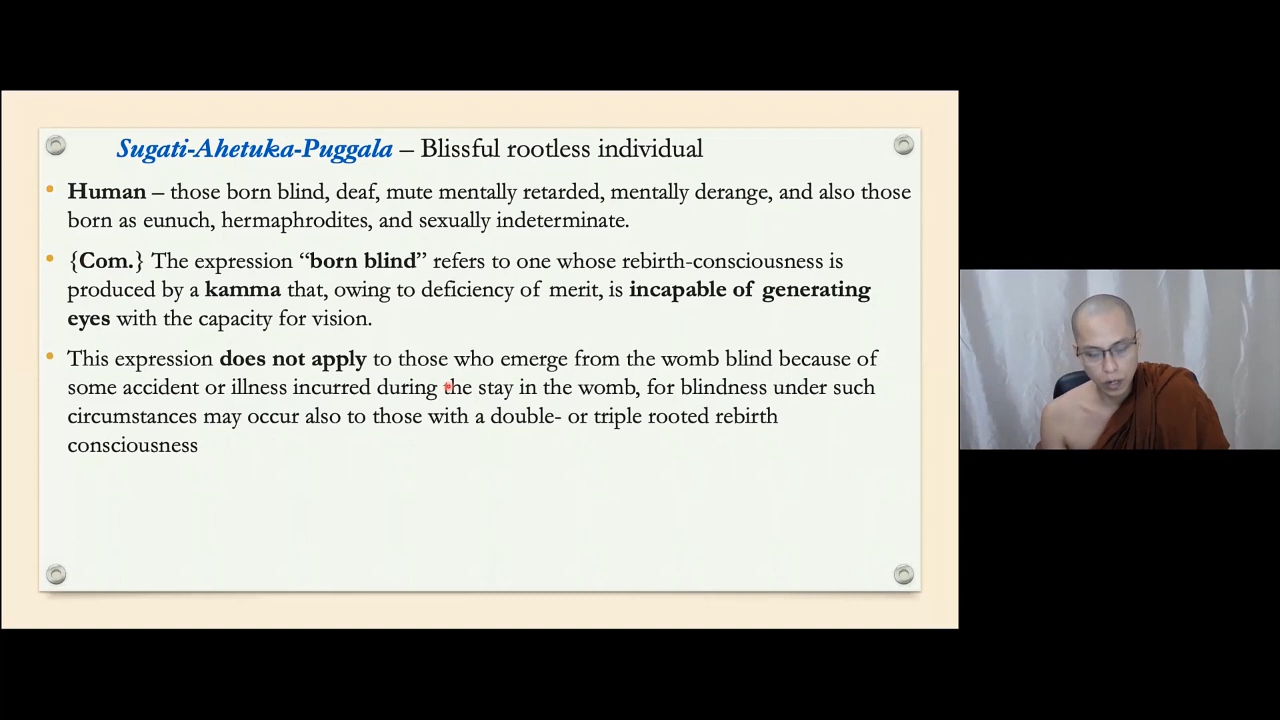 Sugati-Ahetuka-Puggala – Blissful rootless individual
Human – those born blind, deaf, mute mentally retarded, mentally derange, and also those
born as eunuch, hermaphrodites, and sexually indeterminate.
{Com.} The expression “born blind” refers to one whose rebirth-consciousness is
produced by a kamma that, owing to deficiency of merit, is incapable of generating
eyes with the capacity for vision.
This expression does not apply to those who emerge from the womb blind because of
some accident or illness incurred during the stay in the womb, for blindness under such
circumstances may occur also to those with a double- or triple rooted rebirth
consciousness